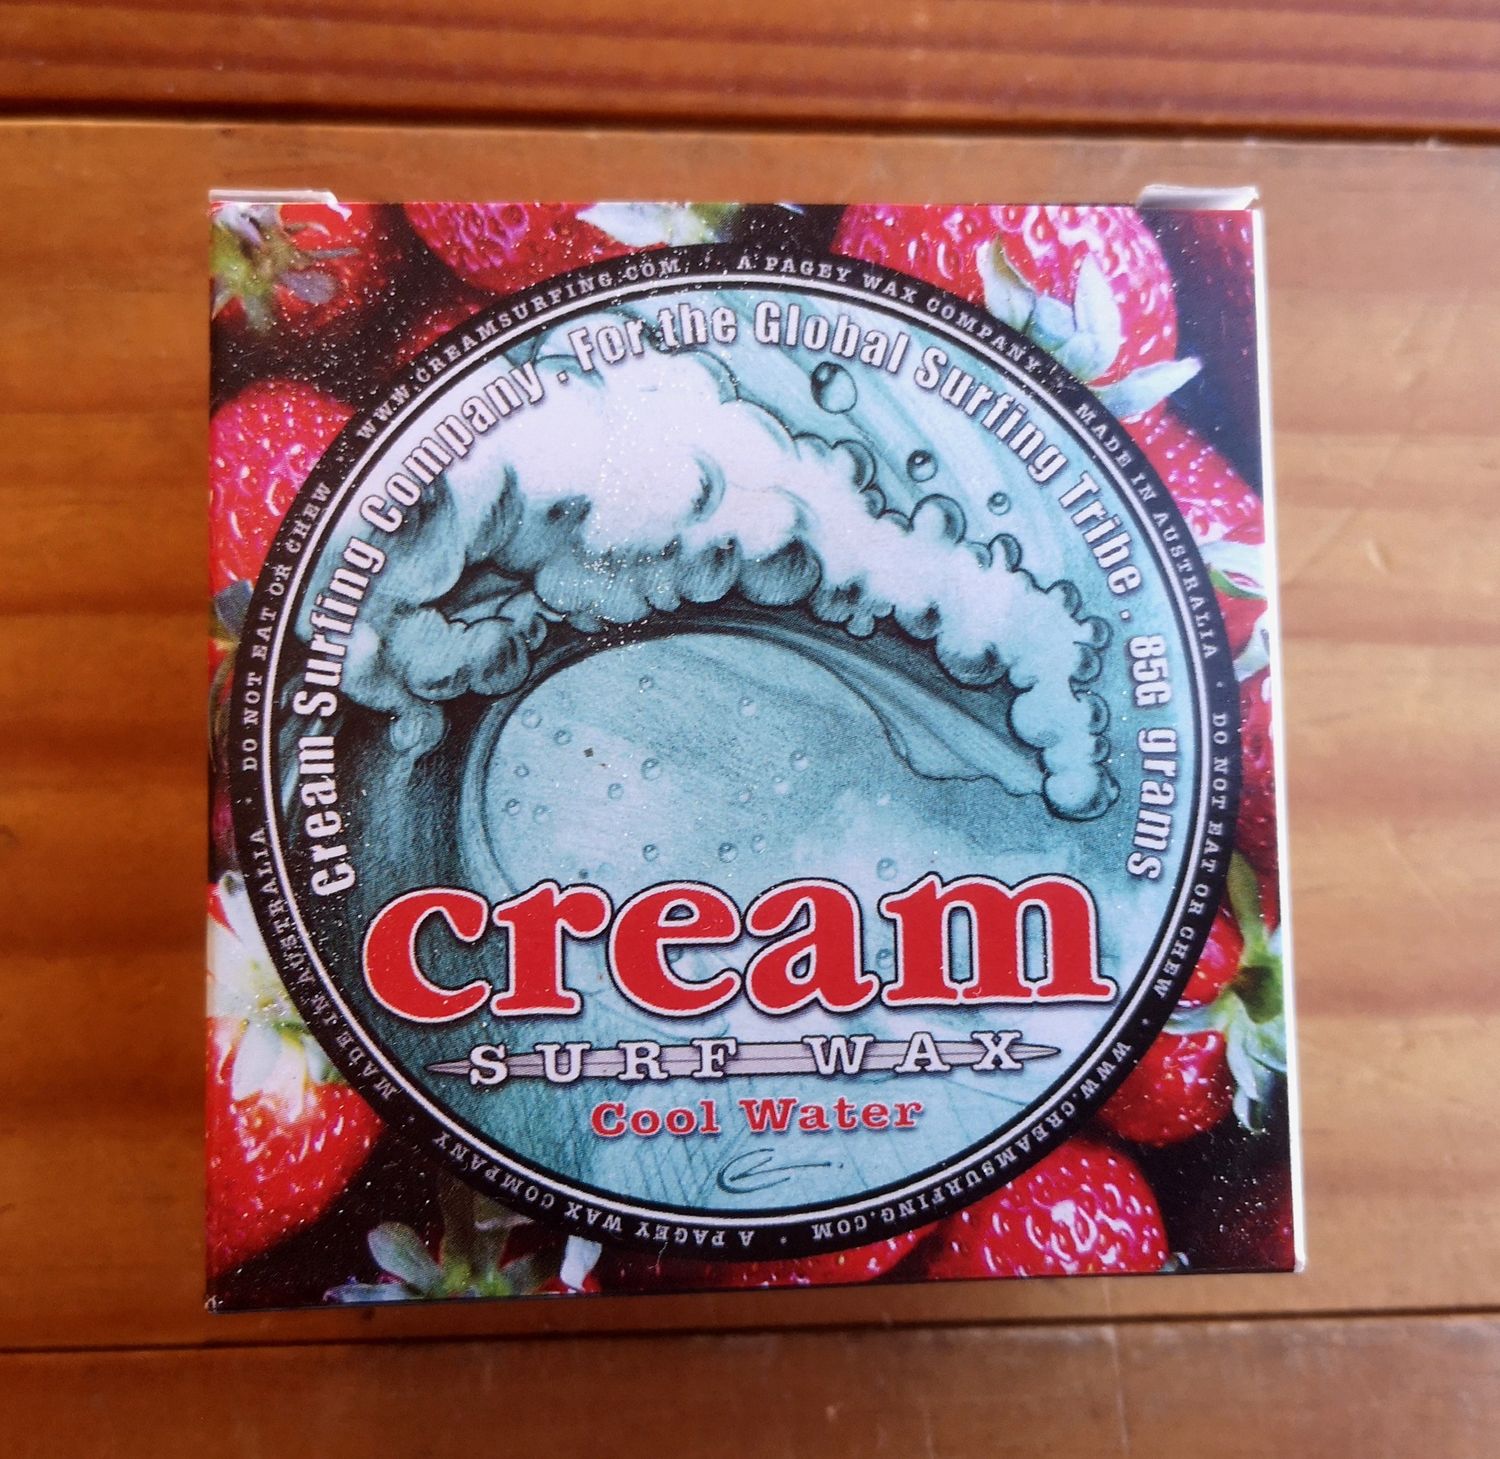 WWW.CREAMSURFING.COM · A PAGEY WAX COMPANY · MADE IN AUSTRALIA · DO NOT EAT OR CHEW · WWW.CREAMSURFING.COM · A PAGEY WAX COMPANY · MADE IN AUSTRALIA · DO NOT EAT OR CHEW
Cream Surfing Company . For the Global Surfing Tribe . 85G grams
cream
SURF WAX
Cool Water